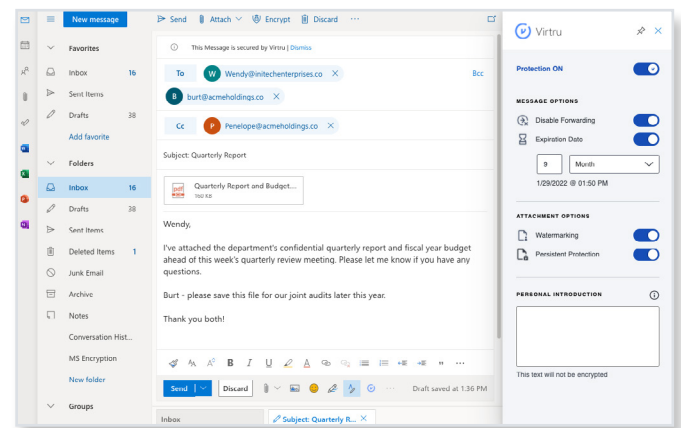 New message
Send
Attach
Encrypt
Discard
Favorites
Inbox 16
Sent Items
Drafts 38
Add favorite
Folders
Inbox 16
Drafts 38
Sent Items
Deleted Items 1
Junk Email
Archive
Notes
Conversation Hist...
MS Encryption
New folder
Groups
This Message is secured by Virtru | Dismiss
To W Wendy@initechenterprises.co Bcc
B burt@acmeholdings.co
Cc P Penelope@acmeholdings.co
Subject: Quarterly Report
pdf Quarterly Report and Budget...
160 KB
Wendy,
I've attached the department's confidential quarterly report and fiscal year budget
ahead of this week's quarterly review meeting. Please let me know if you have any
questions.
Burt - please save this file for our joint audits later this year.
Thank you both!
Send Discard Draft saved at 1:36 PM
Inbox Subject: Quarterly R...
Virtru
Protection ON
MESSAGE OPTIONS
Disable Forwarding
Expiration Date
9 Month
1/29/2022 @ 01:50 PM
ATTACHMENT OPTIONS
Watermarking
Persistent Protection
PERSONAL INTRODUCTION
This text will not be encrypted